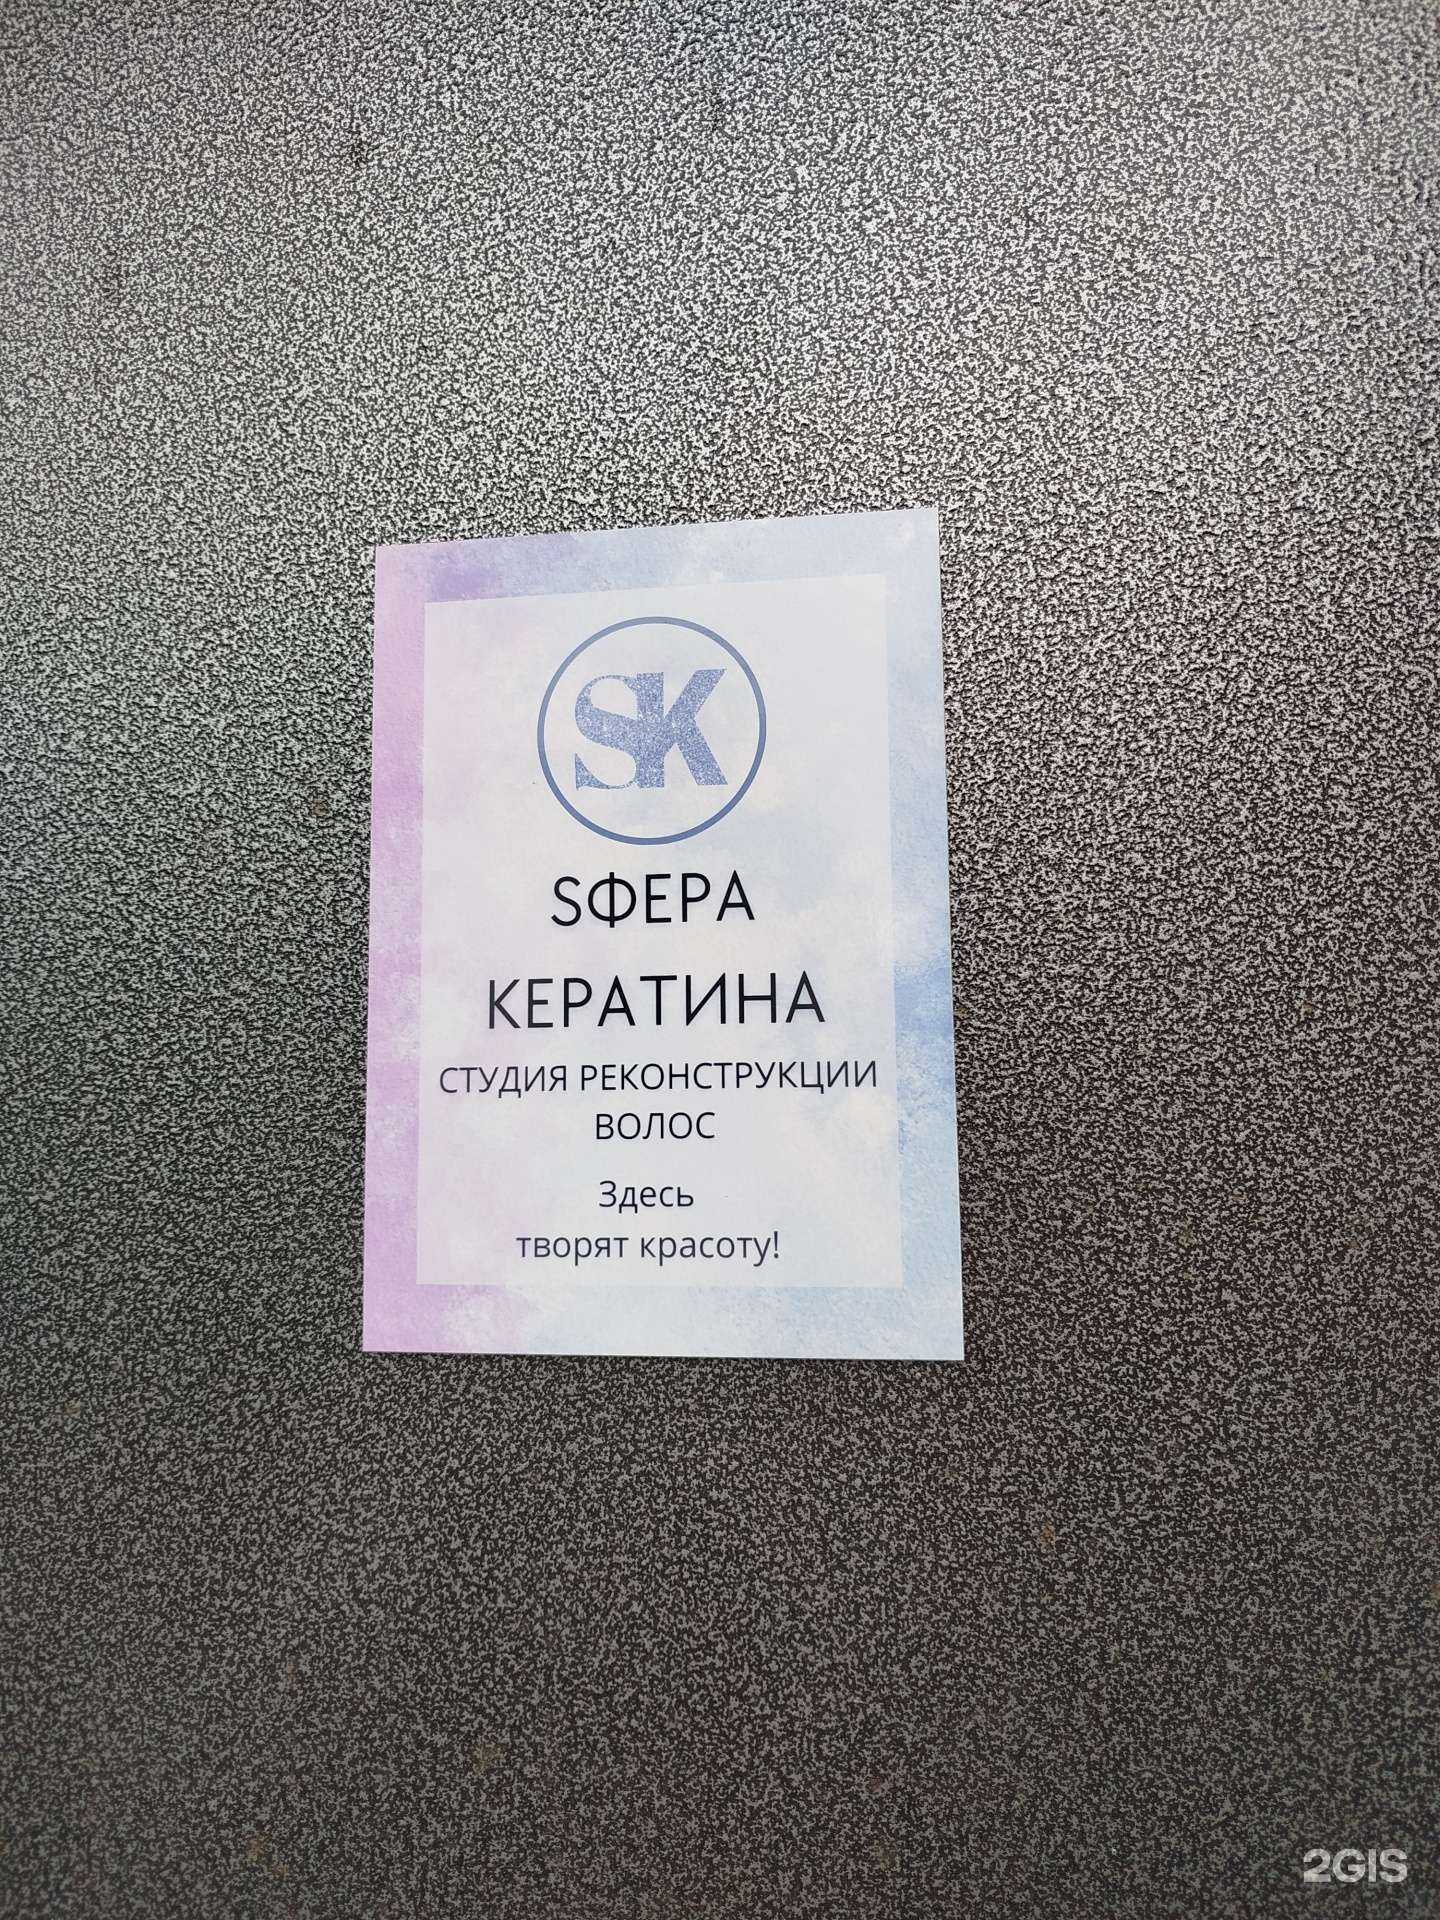 SK
SФЕРА
КЕРАТИНА
СТУДИЯ РЕКОНСТРУКЦИИ
ВОЛОС
Здесь
творят красоту!
2GIS